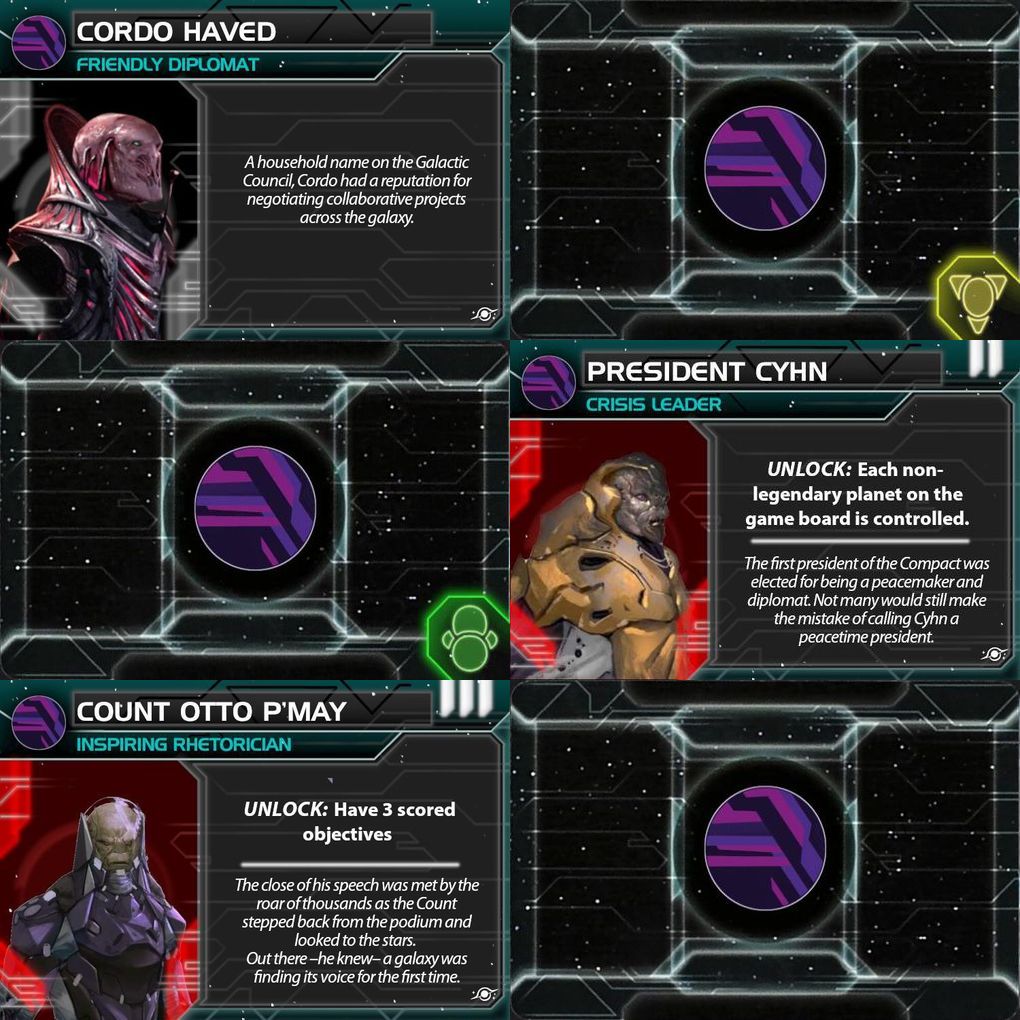 CORDO HAVED
FRIENDLY DIPLOMAT
A household name on the Galactic
Council, Cordo had a reputation for
negotiating collaborative projects
across the galaxy.
PRESIDENT CYHN
CRISIS LEADER
UNLOCK: Each non-
legendary planet on the
game board is controlled.
The first president of the Compact was
elected for being a peacemaker and
diplomat. Not many would still make
the mistake of calling Cyhn a
peacetime president.
COUNT OTTO P'MAY
INSPIRING RHETORICIAN
UNLOCK: Have 3 scored
objectives
The close of his speech was met by the
roar of thousands as the Count
stepped back from the podium and
looked to the stars.
Out there –he knew– a galaxy was
finding its voice for the first time.